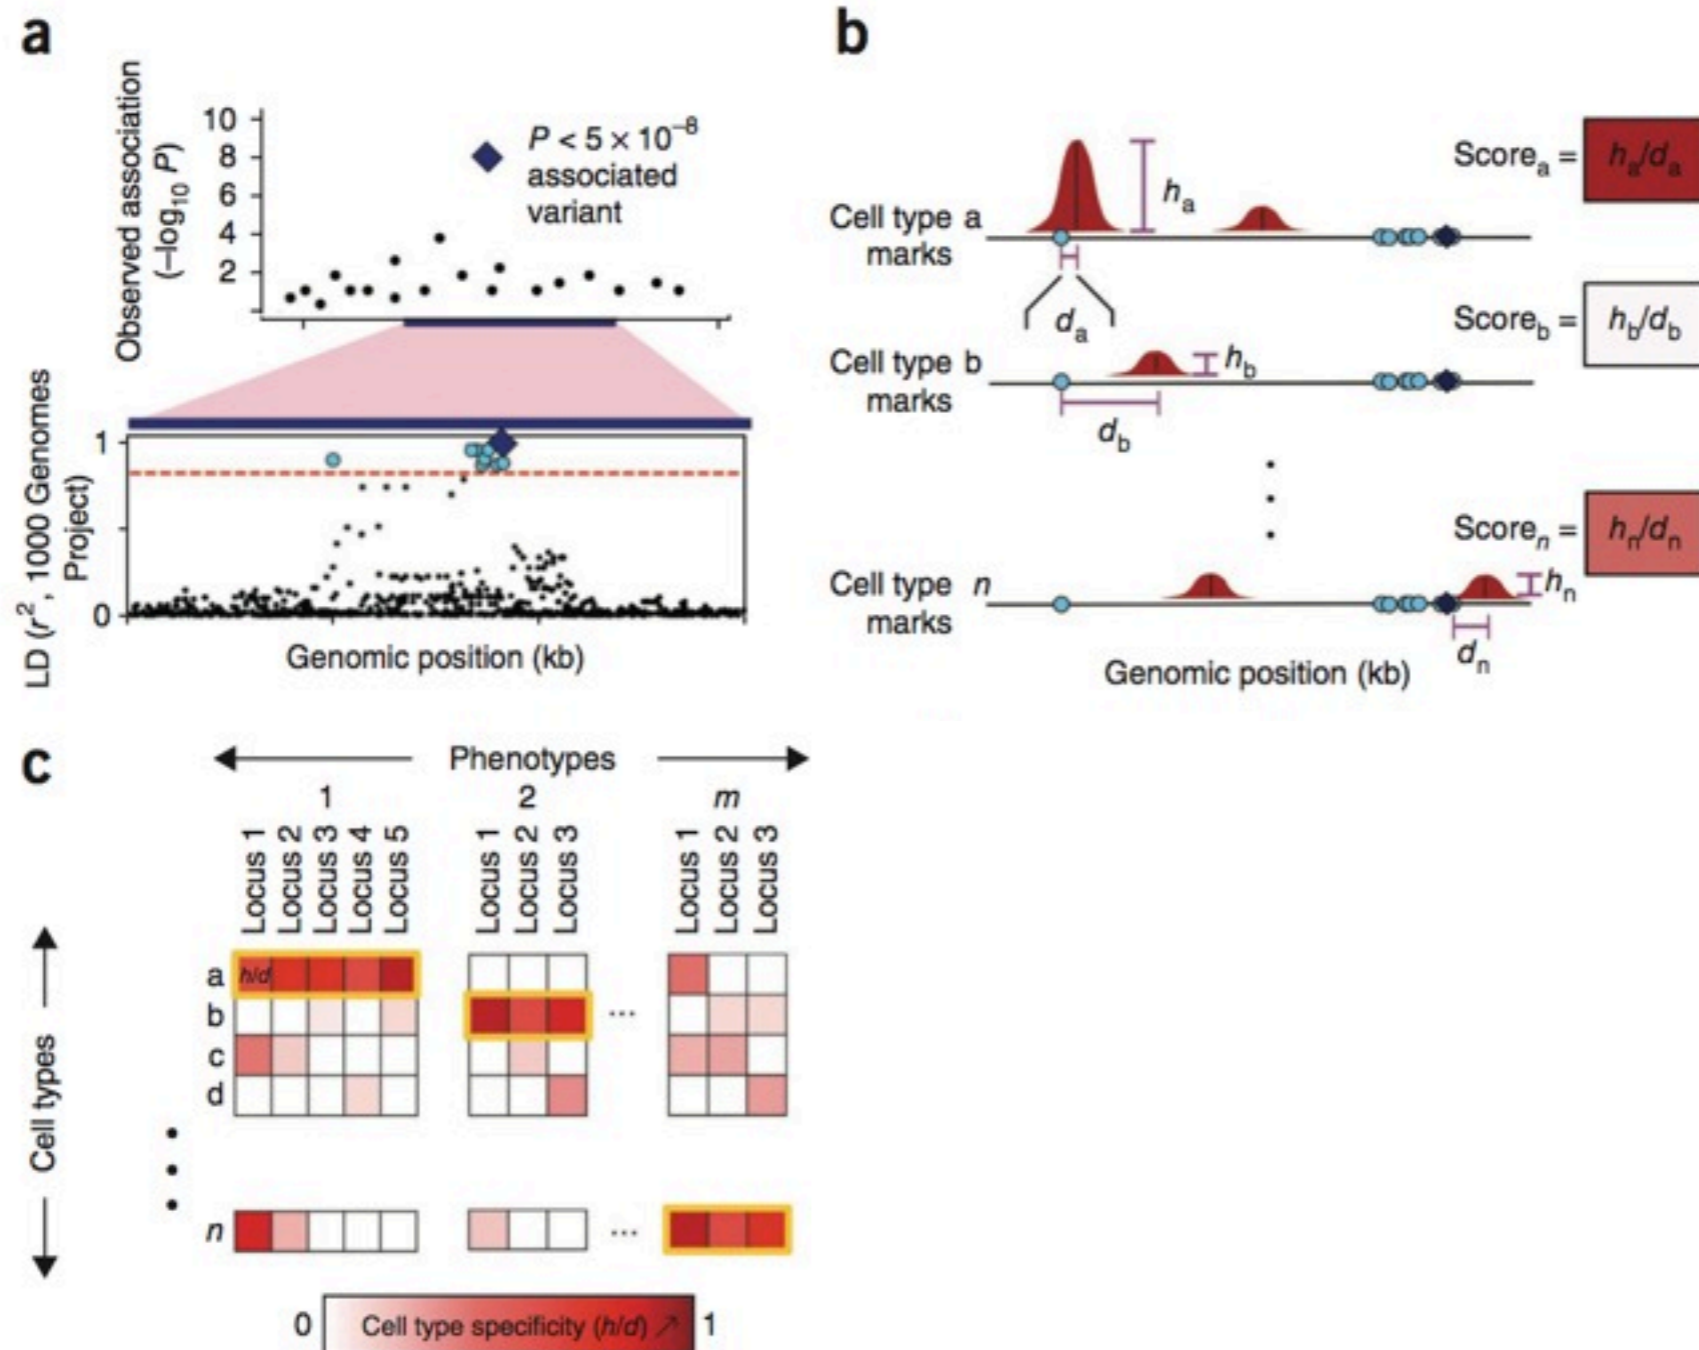 a
Observed association
(–log10 P)
10
8
6
4
2
P < 5 × 10–8
associated
variant
LD (r2, 1000 Genomes
Project)
1
0
Genomic position (kb)
b
Cell type a
marks
ha
da
Scorea = ha/da
Cell type b
marks
hb
db
Scoreb = hb/db
Scoren = hn/dn
Cell type n
marks
hn
dn
Genomic position (kb)
c
Phenotypes
1 2 m
Locus 1
Locus 2
Locus 3
Locus 4
Locus 5
Locus 1
Locus 2
Locus 3
Locus 1
Locus 2
Locus 3
Cell types
a h/d
b ...
c
d
n ...
0 Cell type specificity (h/d) ↗ 1